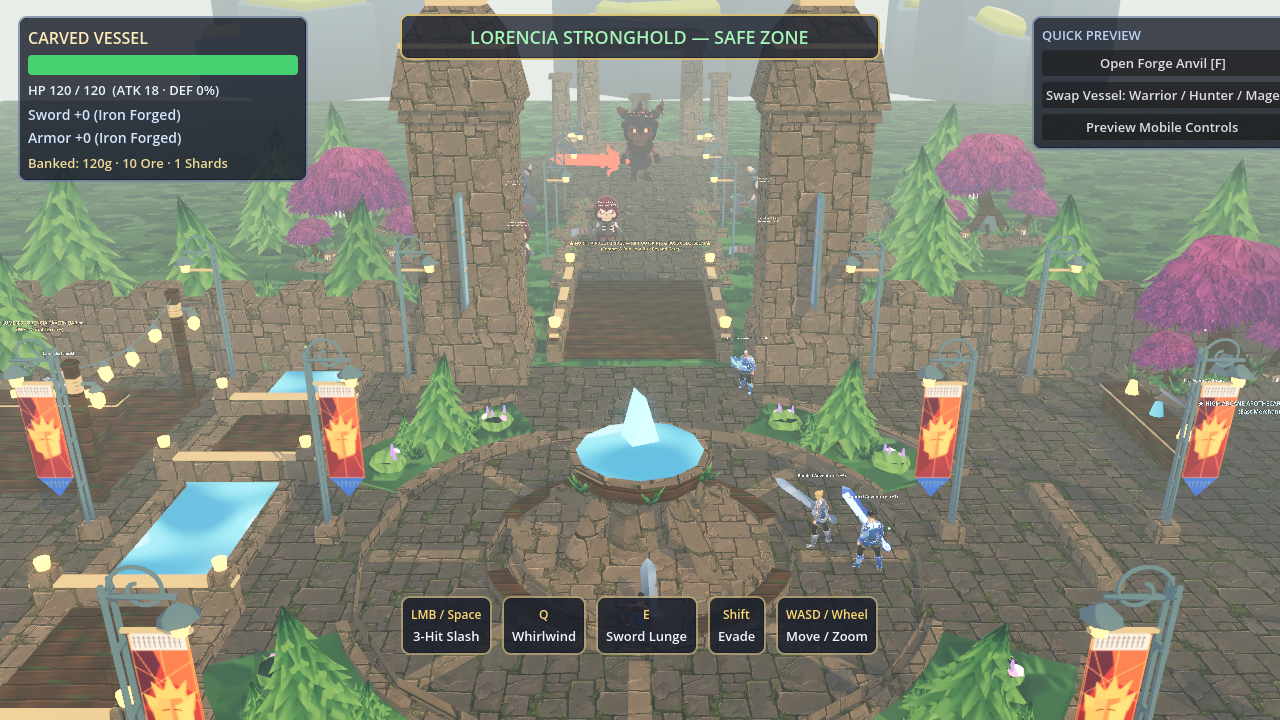 CARVED VESSEL
HP 120 / 120 (ATK 18 · DEF 0%)
Sword +0 (Iron Forged)
Armor +0 (Iron Forged)
Banked: 120g · 10 Ore · 1 Shards
LORENCIA STRONGHOLD — SAFE ZONE
QUICK PREVIEW
Open Forge Anvil [F]
Swap Vessel: Warrior / Hunter / Mage
Preview Mobile Controls
LMB / Space
3-Hit Slash
Q
Whirlwind
E
Sword Lunge
Shift
Evade
WASD / Wheel
Move / Zoom